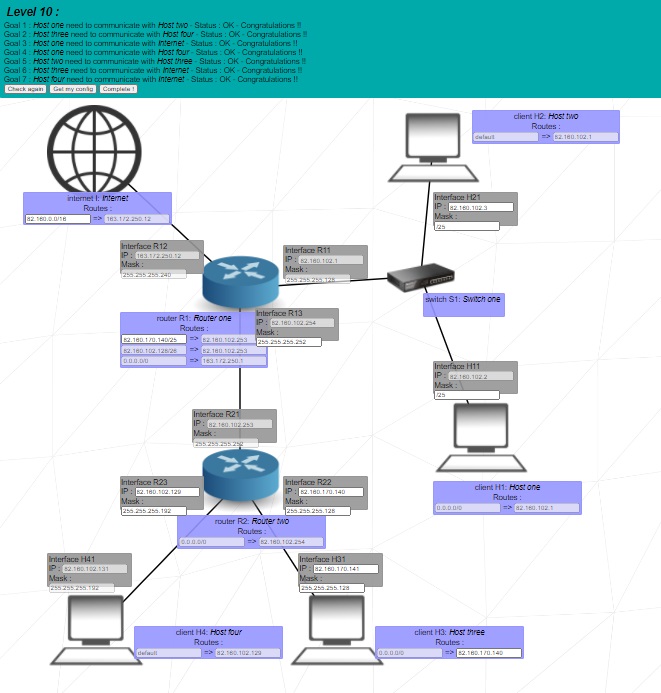 Level 10 :
Goal 1 : Host one need to communicate with Host two - Status : OK - Congratulations !!
Goal 2 : Host three need to communicate with Host four - Status : OK - Congratulations !!
Goal 3 : Host one need to communicate with Internet - Status : OK - Congratulations !!
Goal 4 : Host one need to communicate with Host four - Status : OK - Congratulations !!
Goal 5 : Host two need to communicate with Host three - Status : OK - Congratulations !!
Goal 6 : Host three need to communicate with Internet - Status : OK - Congratulations !!
Goal 7 : Host four need to communicate with Internet - Status : OK - Congratulations !!
Check again Get my config Complete !
client H2: Host two
Routes :
default => 82.160.102.1
internet I: Internet
Routes :
82.160.0.0/16 => 163.172.250.12
Interface H21
IP : 82.160.102.3
Mask :
/25
Interface R12
IP : 163.172.250.12
Mask :
255.255.255.240
Interface R11
IP : 82.160.102.1
Mask :
255.255.255.128
switch S1: Switch one
Interface R13
IP : 82.160.102.254
Mask :
255.255.255.252
router R1: Router one
Routes :
82.160.170.140/25 => 82.160.102.253
82.160.102.128/26 => 82.160.102.253
0.0.0.0/0 => 163.172.250.1
Interface H11
IP : 82.160.102.2
Mask :
/25
Interface R21
IP : 82.160.102.253
Mask :
255.255.255.252
client H1: Host one
Routes :
0.0.0.0/0 => 82.160.102.1
Interface R23
IP : 82.160.102.129
Mask :
255.255.255.192
Interface R22
IP : 82.160.170.140
Mask :
255.255.255.128
router R2: Router two
Routes :
0.0.0.0/0 => 82.160.102.254
Interface H41
IP : 82.160.102.131
Mask :
255.255.255.192
Interface H31
IP : 82.160.170.141
Mask :
255.255.255.128
client H4: Host four
Routes :
default => 82.160.102.129
client H3: Host three
Routes :
0.0.0.0/0 => 82.160.170.140